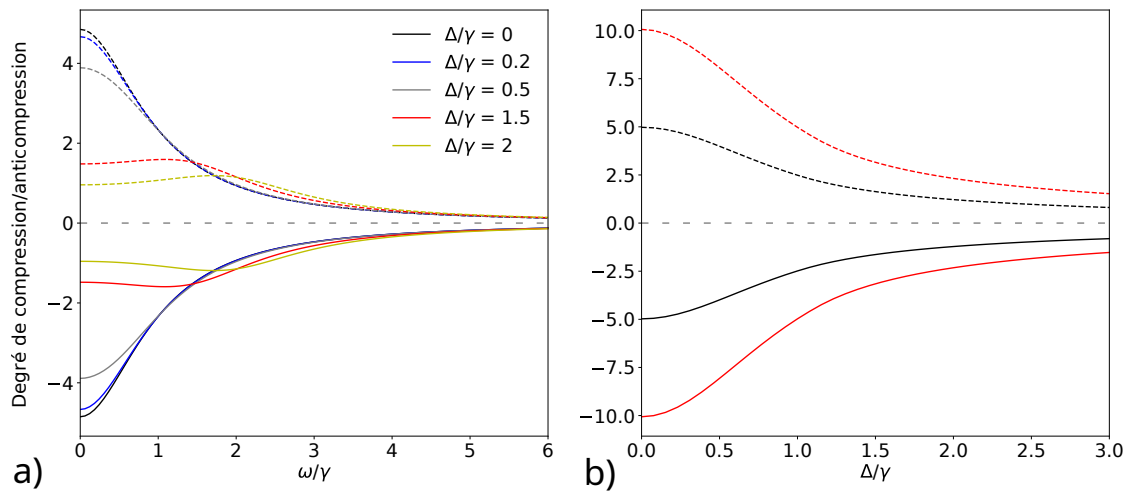 Degré de compression/anticompression
4
2
0
−2
−4
0 1 2 3 4 5 6
ω/γ
Δ/γ = 0
Δ/γ = 0.2
Δ/γ = 0.5
Δ/γ = 1.5
Δ/γ = 2
a)
10.0
7.5
5.0
2.5
0.0
−2.5
−5.0
−7.5
−10.0
0.0 0.5 1.0 1.5 2.0 2.5 3.0
Δ/γ
b)